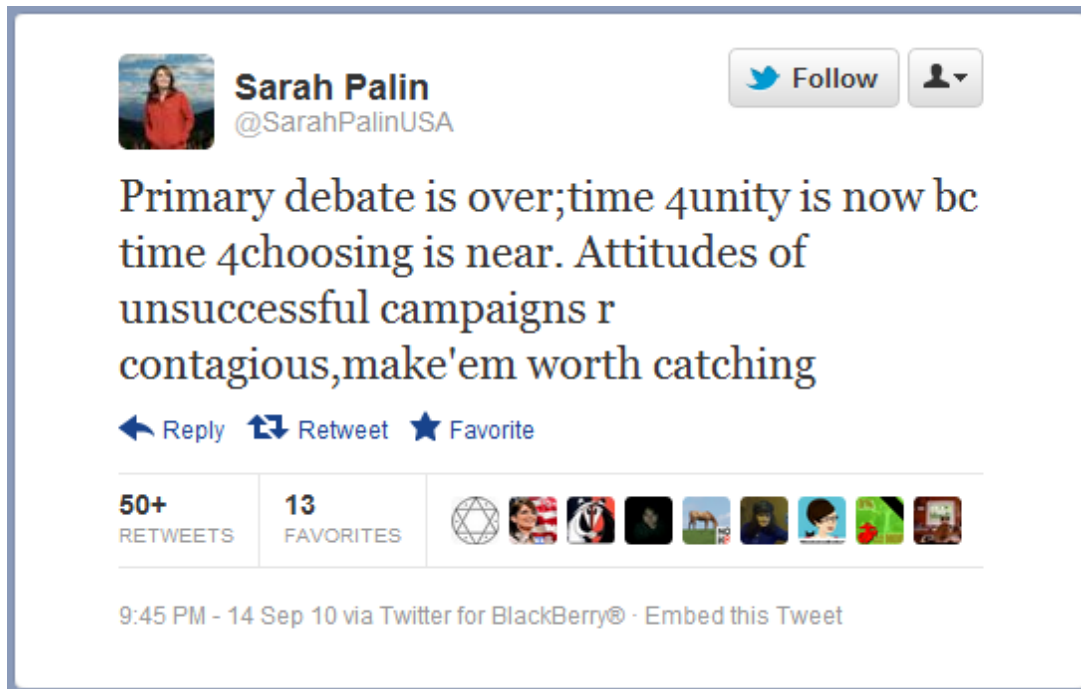 Sarah Palin
@SarahPalinUSA
Follow
Primary debate is over;time 4unity is now bc
time 4choosing is near. Attitudes of
unsuccessful campaigns r
contagious,make'em worth catching
Reply Retweet Favorite
50+
RETWEETS
13
FAVORITES
9:45 PM - 14 Sep 10 via Twitter for BlackBerry® · Embed this Tweet